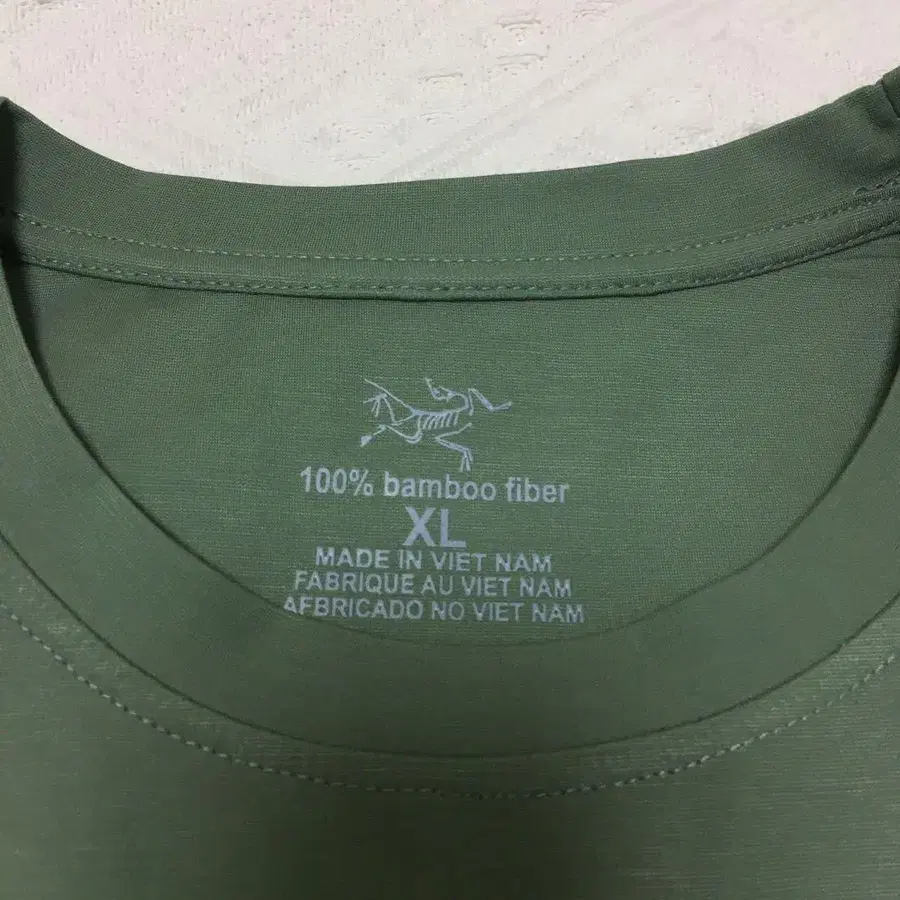 100% bamboo fiber
XL
MADE IN VIET NAM
FABRIQUE AU VIET NAM
AFBRICADO NO VIET NAM